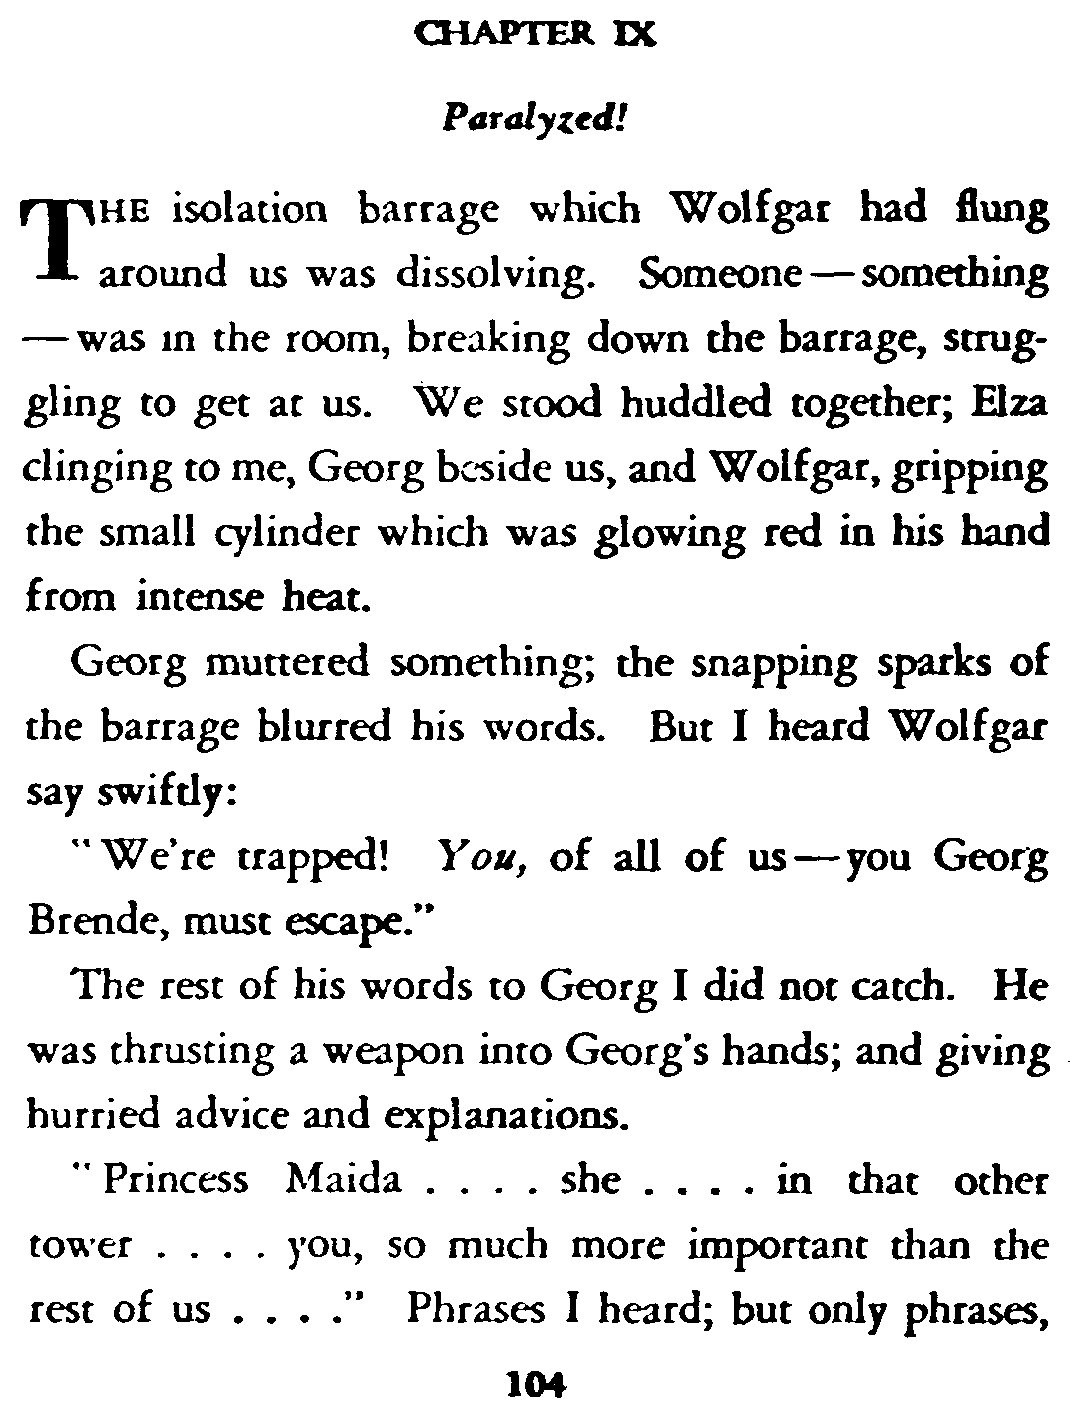 CHAPTER IX
Paralyzed!
THE isolation barrage which Wolfgar had flung
around us was dissolving. Someone—something
—was in the room, breaking down the barrage, strug-
gling to get at us. We stood huddled together; Elza
clinging to me, Georg beside us, and Wolfgar, gripping
the small cylinder which was glowing red in his hand
from intense heat.
Georg muttered something; the snapping sparks of
the barrage blurred his words. But I heard Wolfgar
say swiftly:
"We're trapped! You, of all of us—you Georg
Brende, must escape."
The rest of his words to Georg I did not catch. He
was thrusting a weapon into Georg's hands; and giving
hurried advice and explanations.
"Princess Maida . . . . she . . . . in that other
tower . . . . you, so much more important than the
rest of us . . . ." Phrases I heard; but only phrases,
104